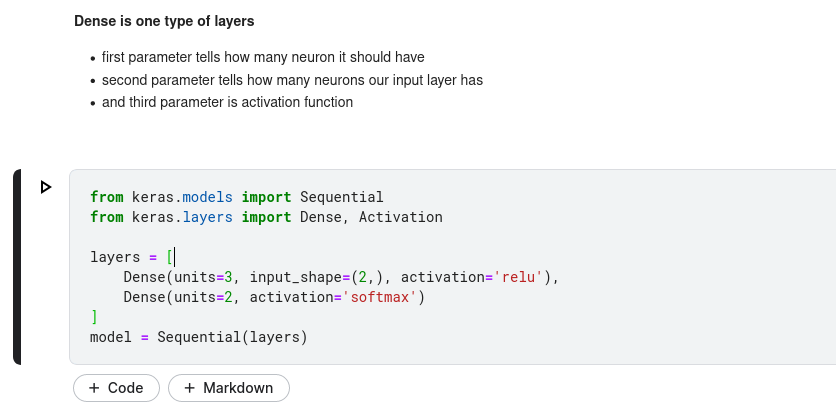 Dense is one type of layers
• first parameter tells how many neuron it should have
• second parameter tells how many neurons our input layer has
• and third parameter is activation function
from keras.models import Sequential
from keras.layers import Dense, Activation
layers = [
    Dense(units=3, input_shape=(2,), activation='relu'),
    Dense(units=2, activation='softmax')
]
model = Sequential(layers)
+ Code + Markdown